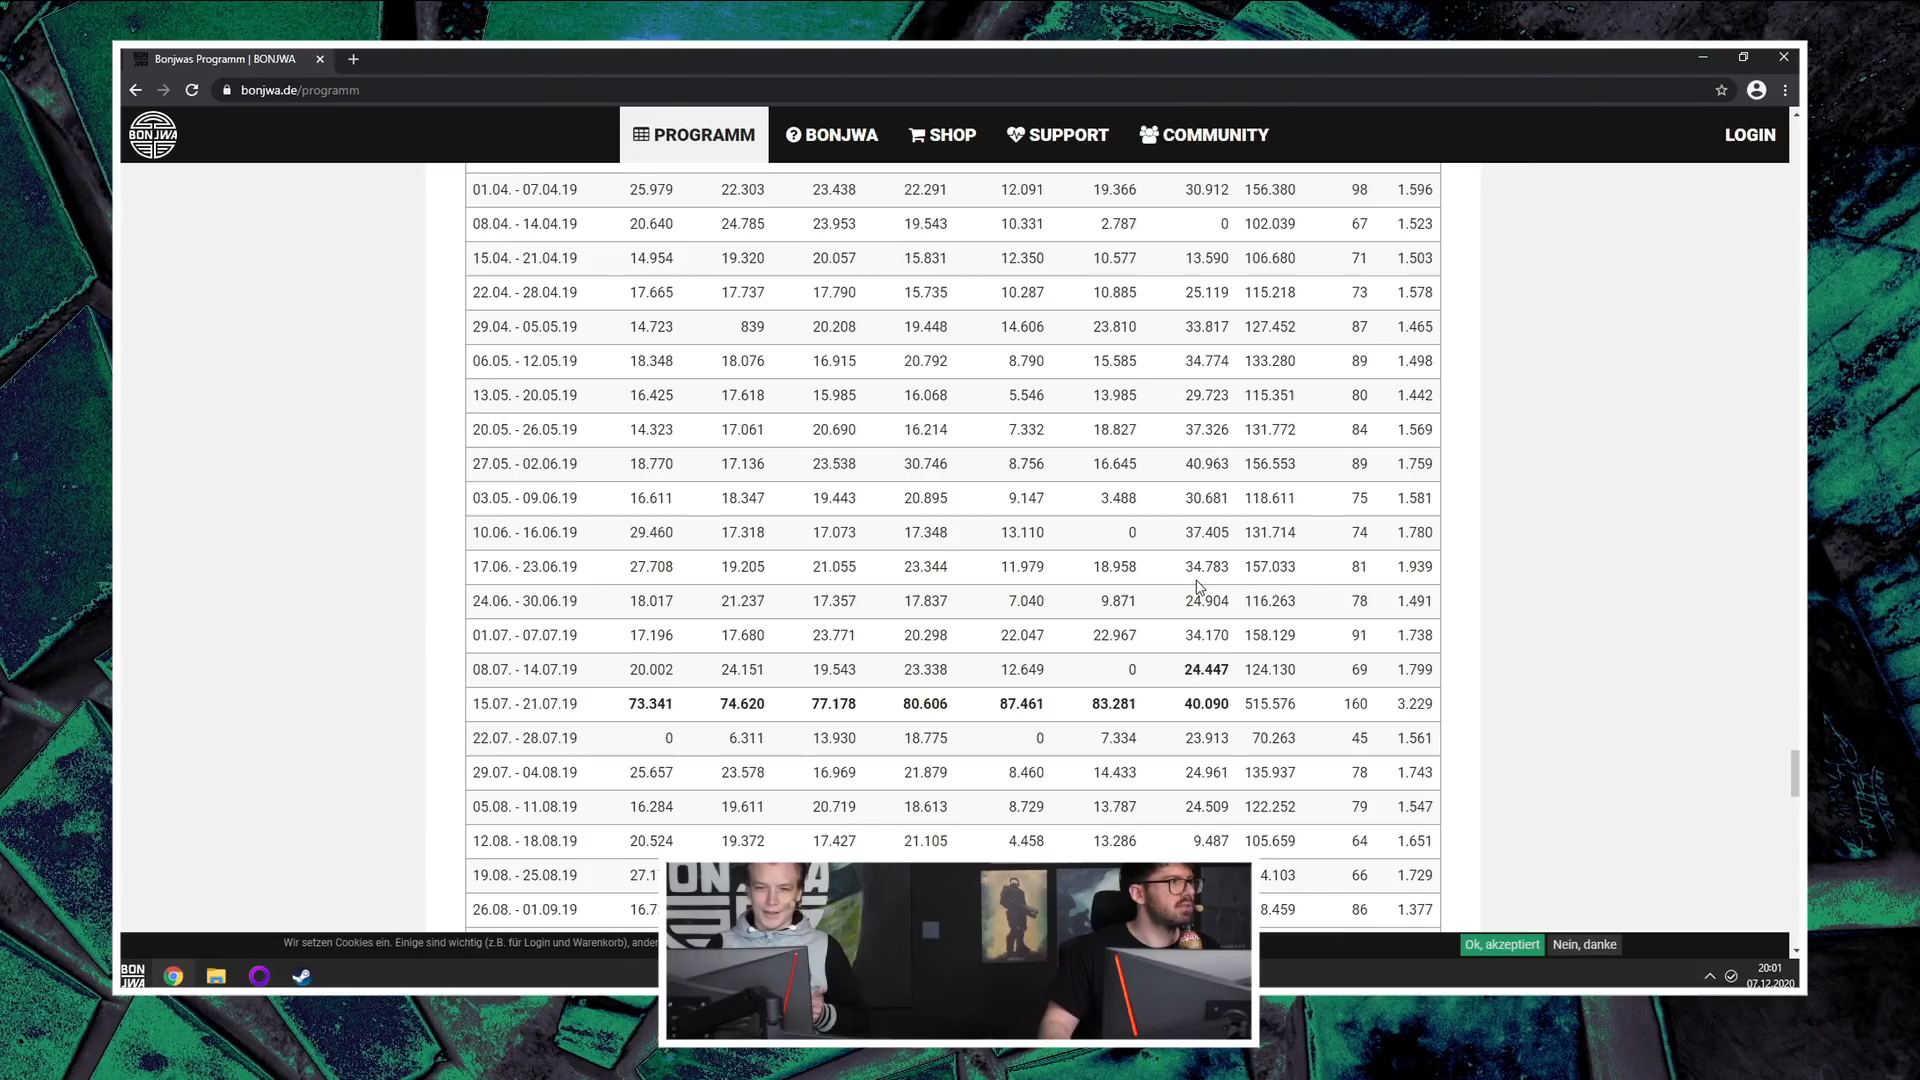 Bonjwas Programm | BONJWA
bonjwa.de/programm
BONJWA
PROGRAMM BONJWA SHOP SUPPORT COMMUNITY LOGIN
01.04. - 07.04.19 25.979 22.303 23.438 22.291 12.091 19.366 30.912 156.380 98 1.596
08.04. - 14.04.19 20.640 24.785 23.953 19.543 10.331 2.787 0 102.039 67 1.523
15.04. - 21.04.19 14.954 19.320 20.057 15.831 12.350 10.577 13.590 106.680 71 1.503
22.04. - 28.04.19 17.665 17.737 17.790 15.735 10.287 10.885 25.119 115.218 73 1.578
29.04. - 05.05.19 14.723 839 20.208 19.448 14.606 23.810 33.817 127.452 87 1.465
06.05. - 12.05.19 18.348 18.076 16.915 20.792 8.790 15.585 34.774 133.280 89 1.498
13.05. - 20.05.19 16.425 17.618 15.985 16.068 5.546 13.985 29.723 115.351 80 1.442
20.05. - 26.05.19 14.323 17.061 20.690 16.214 7.332 18.827 37.326 131.772 84 1.569
27.05. - 02.06.19 18.770 17.136 23.538 30.746 8.756 16.645 40.963 156.553 89 1.759
03.05. - 09.06.19 16.611 18.347 19.443 20.895 9.147 3.488 30.681 118.611 75 1.581
10.06. - 16.06.19 29.460 17.318 17.073 17.348 13.110 0 37.405 131.714 74 1.780
17.06. - 23.06.19 27.708 19.205 21.055 23.344 11.979 18.958 34.783 157.033 81 1.939
24.06. - 30.06.19 18.017 21.237 17.357 17.837 7.040 9.871 24.904 116.263 78 1.491
01.07. - 07.07.19 17.196 17.680 23.771 20.298 22.047 22.967 34.170 158.129 91 1.738
08.07. - 14.07.19 20.002 24.151 19.543 23.338 12.649 0 24.447 124.130 69 1.799
15.07. - 21.07.19 73.341 74.620 77.178 80.606 87.461 83.281 40.090 515.576 160 3.229
22.07. - 28.07.19 0 6.311 13.930 18.775 0 7.334 23.913 70.263 45 1.561
29.07. - 04.08.19 25.657 23.578 16.969 21.879 8.460 14.433 24.961 135.937 78 1.743
05.08. - 11.08.19 16.284 19.611 20.719 18.613 8.729 13.787 24.509 122.252 79 1.547
12.08. - 18.08.19 20.524 19.372 17.427 21.105 4.458 13.286 9.487 105.659 64 1.651
19.08. - 25.08.19 27.1 4.103 66 1.729
26.08. - 01.09.19 16.7 8.459 86 1.377
Wir setzen Cookies ein. Einige sind wichtig (z.B. für Login und Warenkorb), ander
Ok, akzeptiert Nein, danke
BON
JWA
20:01
07.12.2020